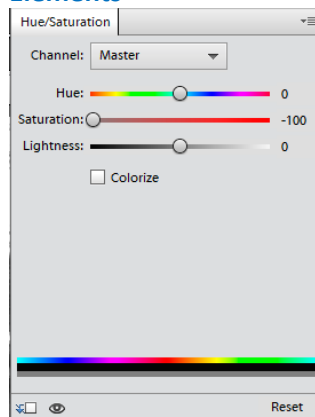 Elements
Hue/Saturation
Channel: Master
Hue: 0
Saturation: -100
Lightness: 0
Colorize
Reset